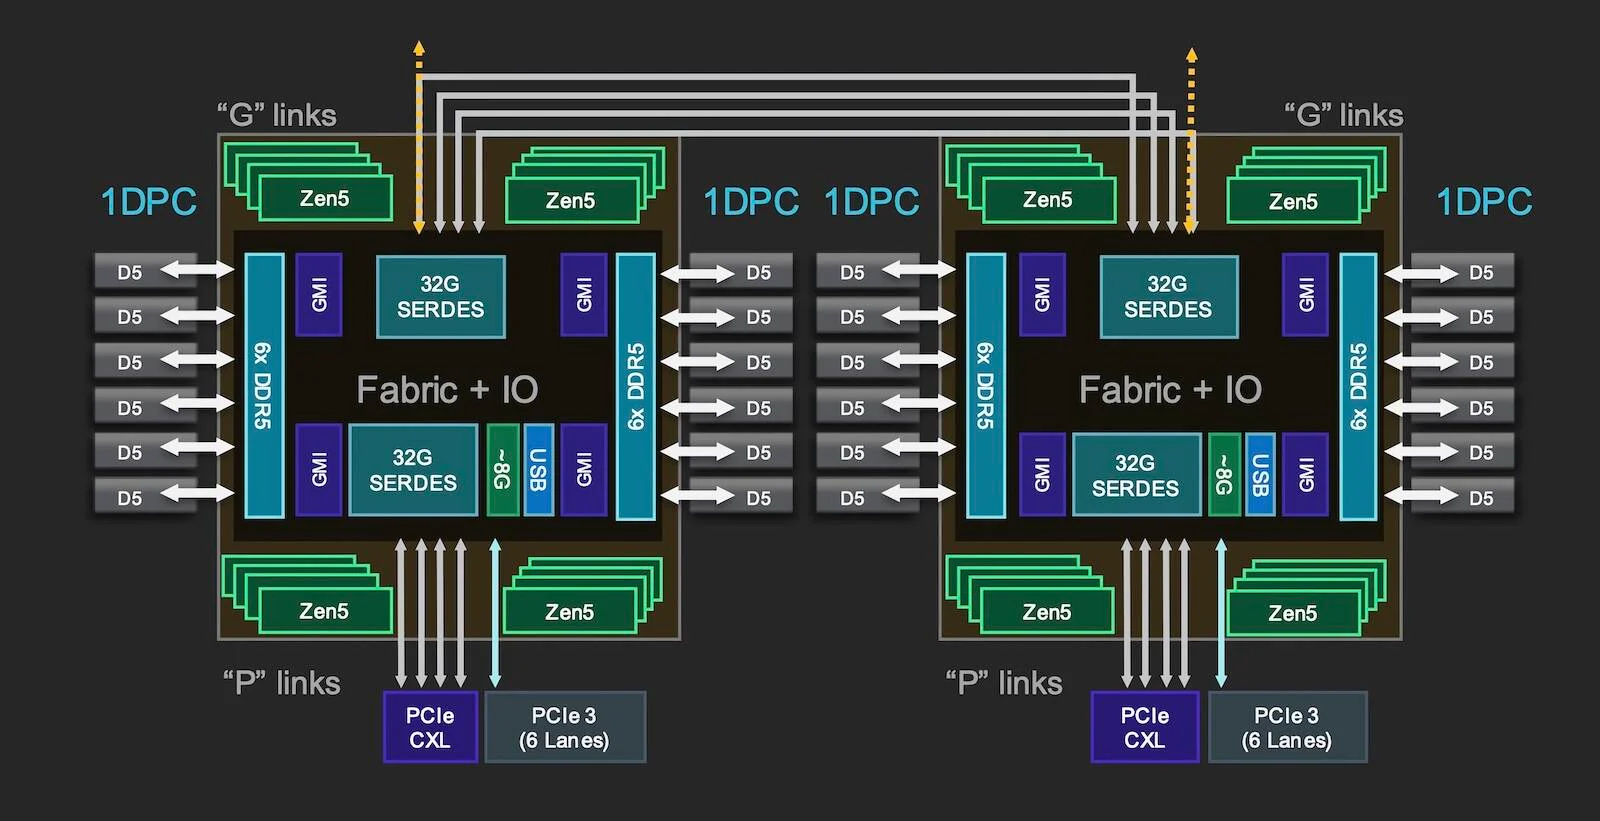 “G” links
“G” links
Zen5
Zen5
Zen5
Zen5
1DPC
1DPC
1DPC
1DPC
D5
D5
D5
D5
D5
D5
6x DDR5
GMI
32G
SERDES
GMI
6x DDR5
Fabric + IO
GMI
32G
SERDES
~8G
USB
GMI
D5
D5
D5
D5
D5
D5
D5
D5
D5
D5
D5
D5
6x DDR5
GMI
32G
SERDES
GMI
6x DDR5
Fabric + IO
GMI
32G
SERDES
~8G
USB
GMI
D5
D5
D5
D5
D5
D5
Zen5
Zen5
Zen5
Zen5
“P” links
“P” links
PCIe
CXL
PCIe 3
(6 Lanes)
PCIe
CXL
PCIe 3
(6 Lanes)